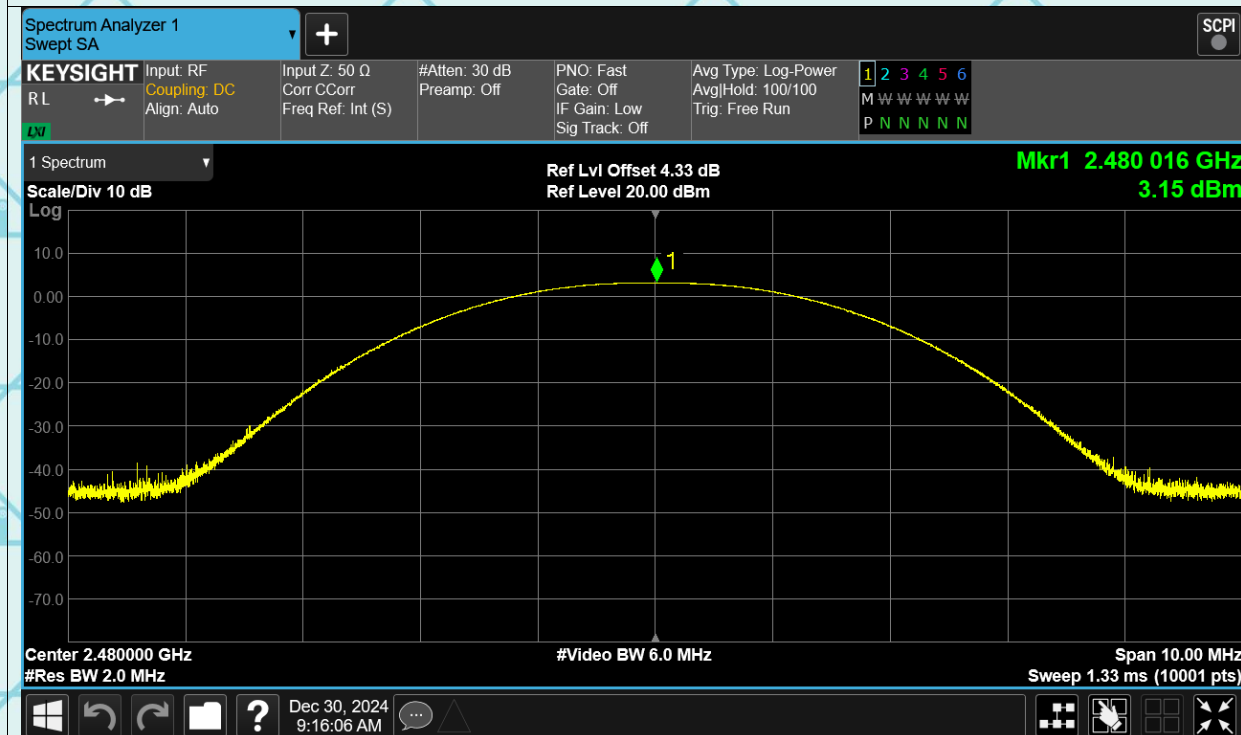 Spectrum Analyzer 1
Swept SA
+
SCPI
KEYSIGHT
R L
LXI
Input: RF
Coupling: DC
Align: Auto
Input Z: 50 Ω
Corr CCorr
Freq Ref: Int (S)
#Atten: 30 dB
Preamp: Off
PNO: Fast
Gate: Off
IF Gain: Low
Sig Track: Off
Avg Type: Log-Power
Avg|Hold: 100/100
Trig: Free Run
1 2 3 4 5 6
M W W W W W
P N N N N N
1 Spectrum
Scale/Div 10 dB
Ref Lvl Offset 4.33 dB
Ref Level 20.00 dBm
Mkr1 2.480 016 GHz
3.15 dBm
Log
1
10.0
0.00
-10.0
-20.0
-30.0
-40.0
-50.0
-60.0
-70.0
Center 2.480000 GHz
#Res BW 2.0 MHz
#Video BW 6.0 MHz
Span 10.00 MHz
Sweep 1.33 ms (10001 pts)
?
Dec 30, 2024
9:16:06 AM